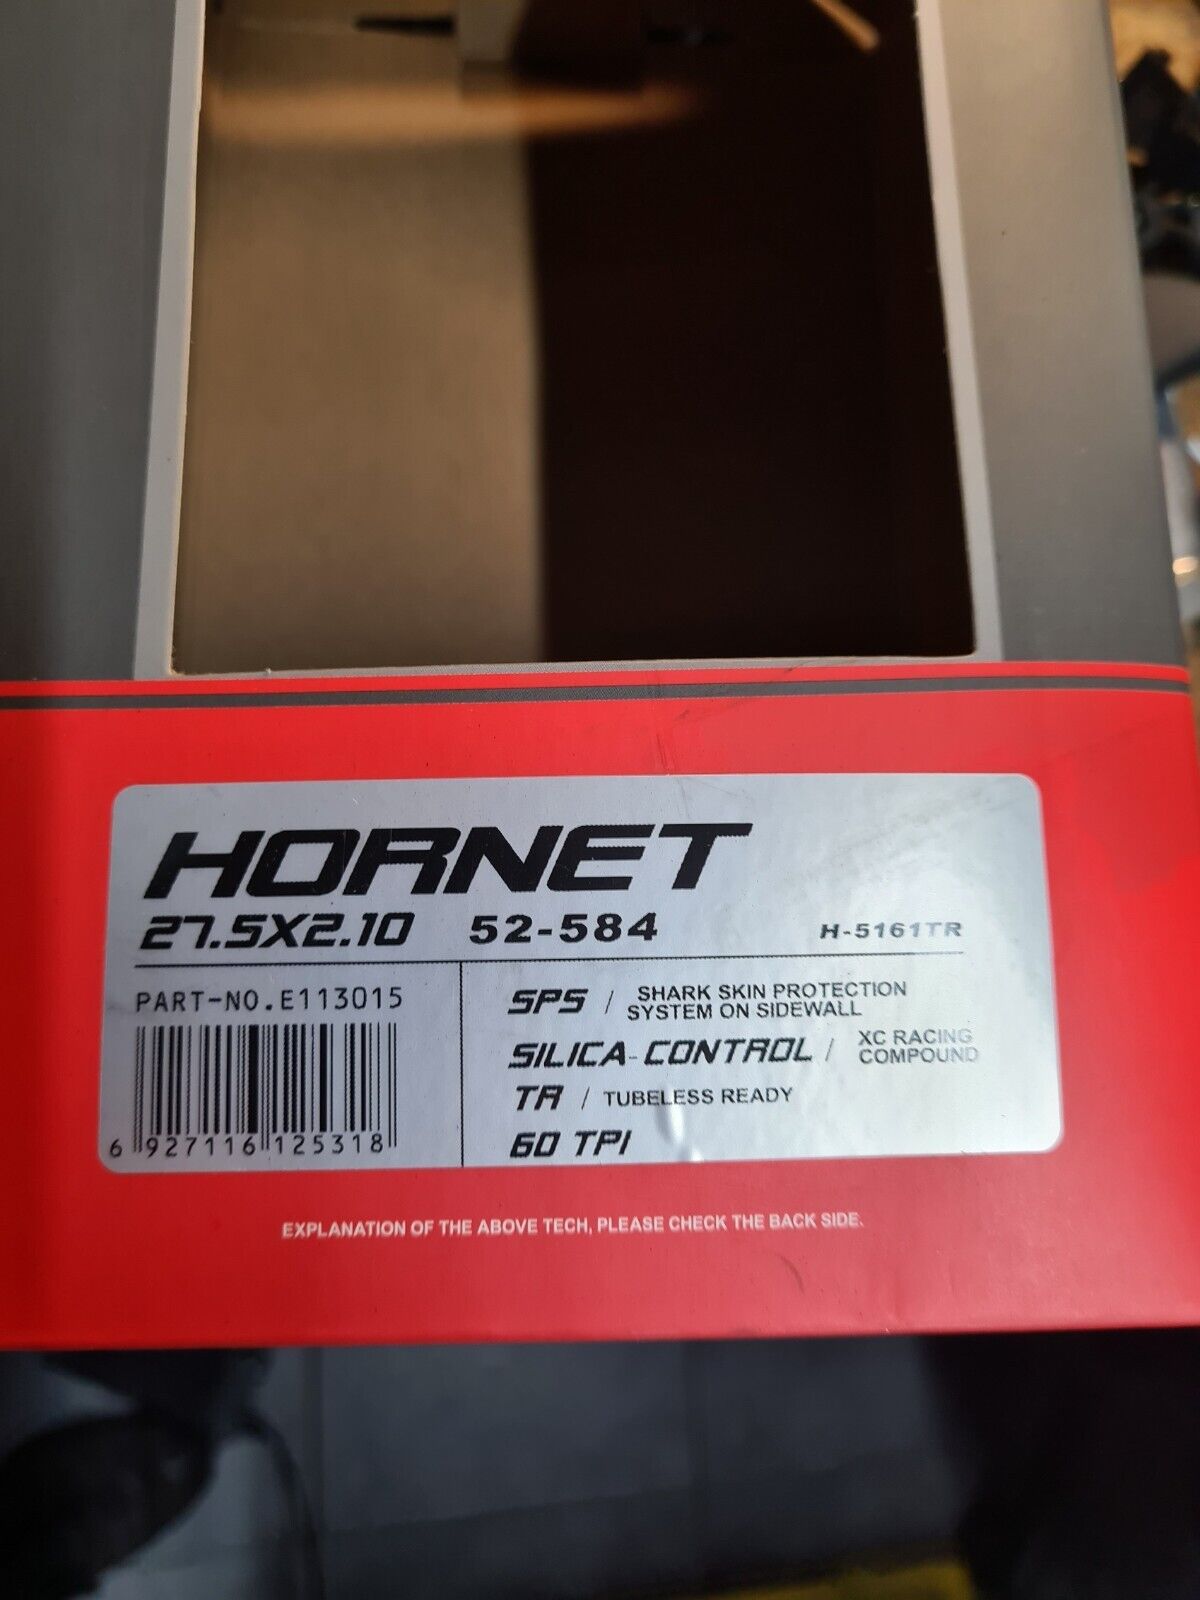 HORNET
27.5X2.10 52-584 H-5161TR
PART-NO.E113015
6 927116 125318
SPS / SHARK SKIN PROTECTION
SYSTEM ON SIDEWALL
SILICA-CONTROL / XC RACING
COMPOUND
TR / TUBELESS READY
60 TPI
EXPLANATION OF THE ABOVE TECH, PLEASE CHECK THE BACK SIDE.